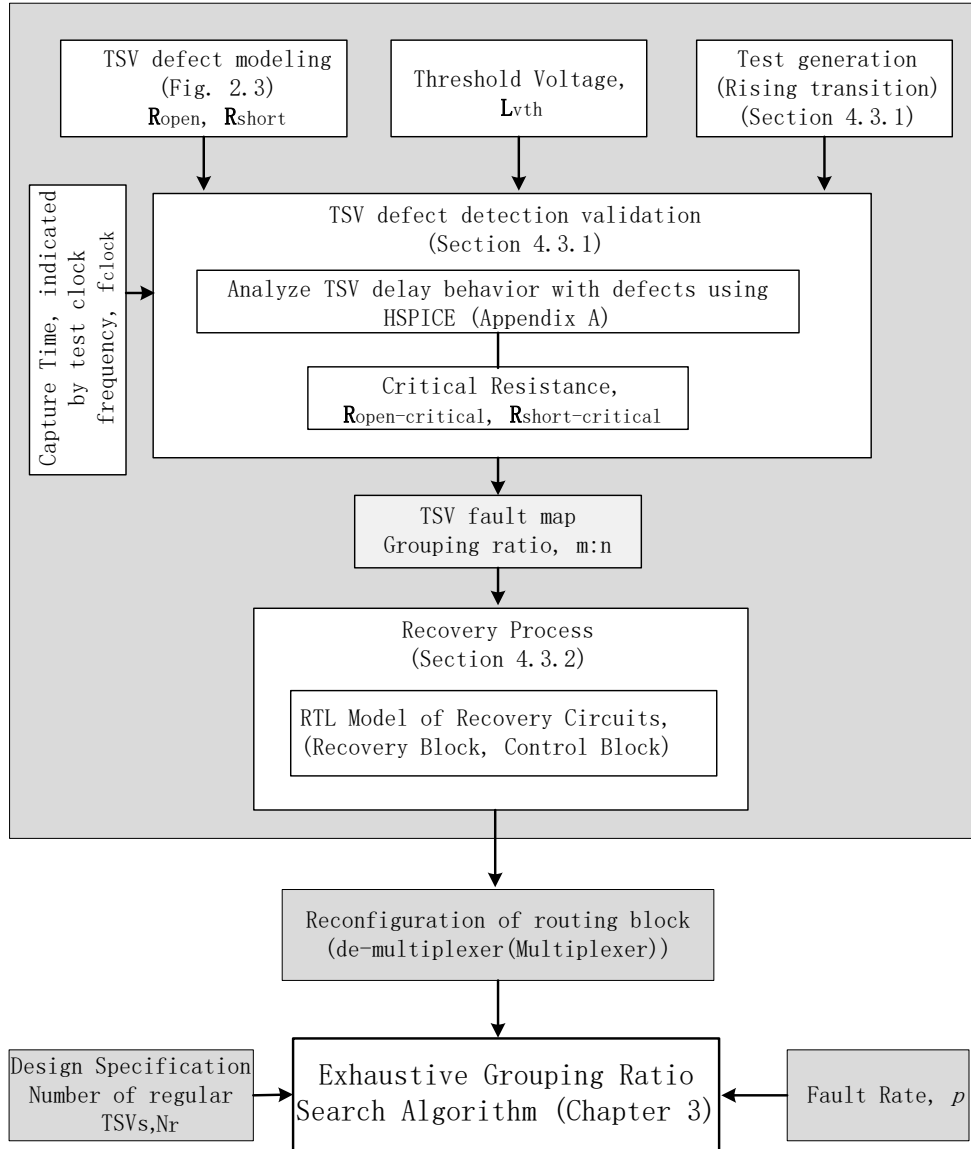 TSV defect modeling
(Fig. 2.3)
Ropen, Rshort
Threshold Voltage,
Lvth
Test generation
(Rising transition)
(Section 4.3.1)
Capture Time, indicated
by test clock
frequency, fclock
TSV defect detection validation
(Section 4.3.1)
Analyze TSV delay behavior with defects using
HSPICE (Appendix A)
Critical Resistance,
Ropen-critical, Rshort-critical
TSV fault map
Grouping ratio, m:n
Recovery Process
(Section 4.3.2)
RTL Model of Recovery Circuits,
(Recovery Block, Control Block)
Reconfiguration of routing block
(de-multiplexer(Multiplexer))
Design Specification
Number of regular
TSVs,Nr
Exhaustive Grouping Ratio
Search Algorithm (Chapter 3)
Fault Rate, p